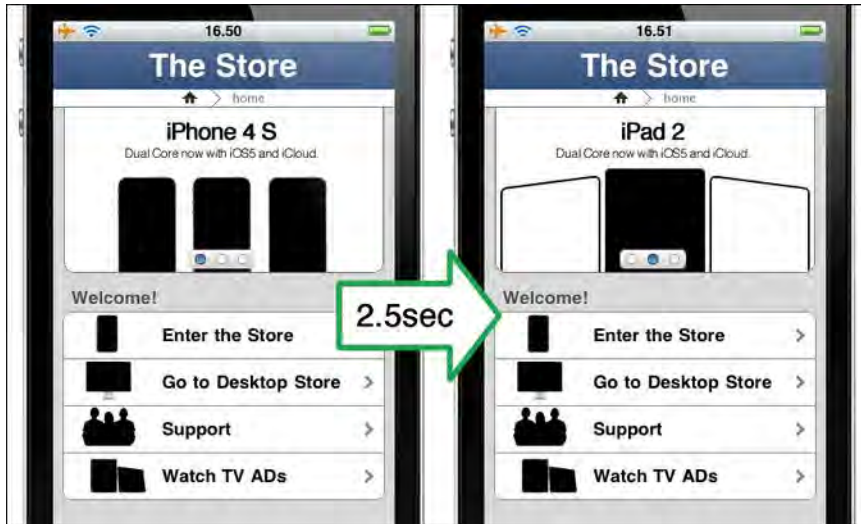 16.50
The Store
home
iPhone 4 S
Dual Core now with iOS5 and iCloud.
Welcome!
Enter the Store
Go to Desktop Store
Support
Watch TV ADs
2.5sec
16.51
The Store
home
iPad 2
Dual Core now with iOS5 and iCloud.
Welcome!
Enter the Store
Go to Desktop Store
Support
Watch TV ADs